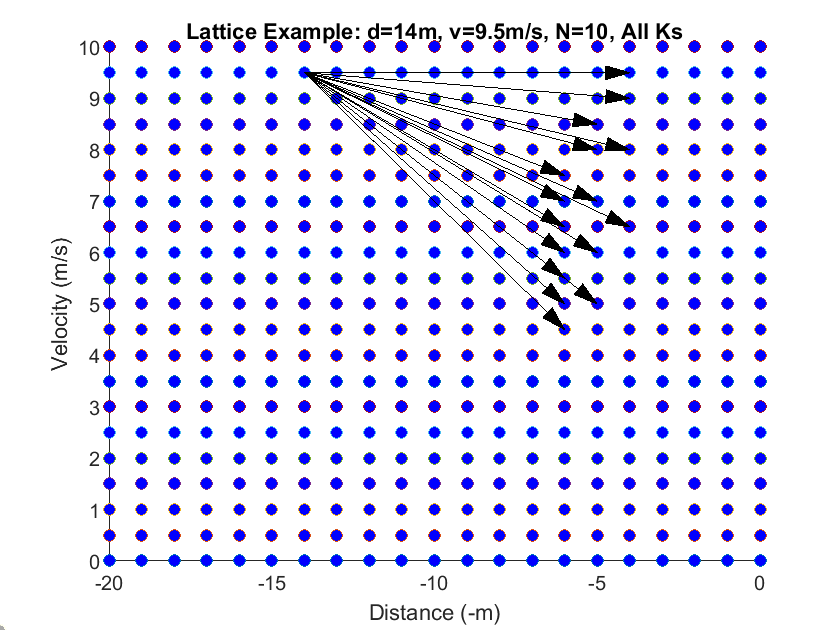 Lattice Example: d=14m, v=9.5m/s, N=10, All Ks
10
9
8
7
6
5
4
3
2
1
0
Velocity (m/s)
-20 -15 -10 -5 0
Distance (-m)